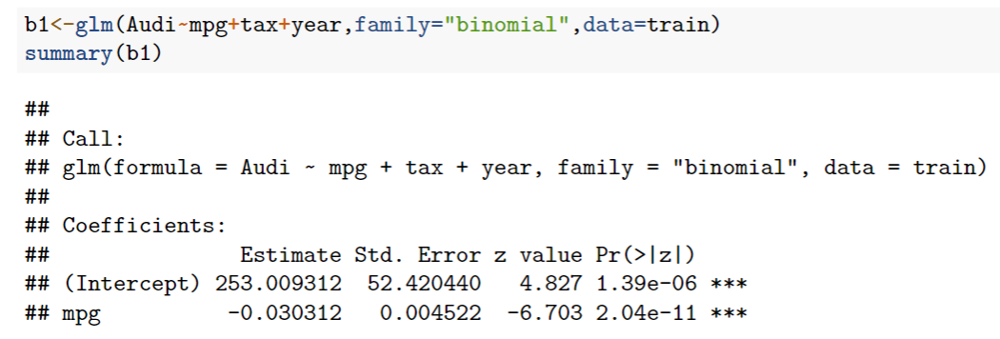 b1<-glm(Audi~mpg+tax+year,family="binomial",data=train)
summary(b1)
##
## Call:
## glm(formula = Audi ~ mpg + tax + year, family = "binomial", data = train)
##
## Coefficients:
##               Estimate Std. Error z value Pr(>|z|)
## (Intercept) 253.009312  52.420440   4.827 1.39e-06 ***
## mpg          -0.030312   0.004522  -6.703 2.04e-11 ***